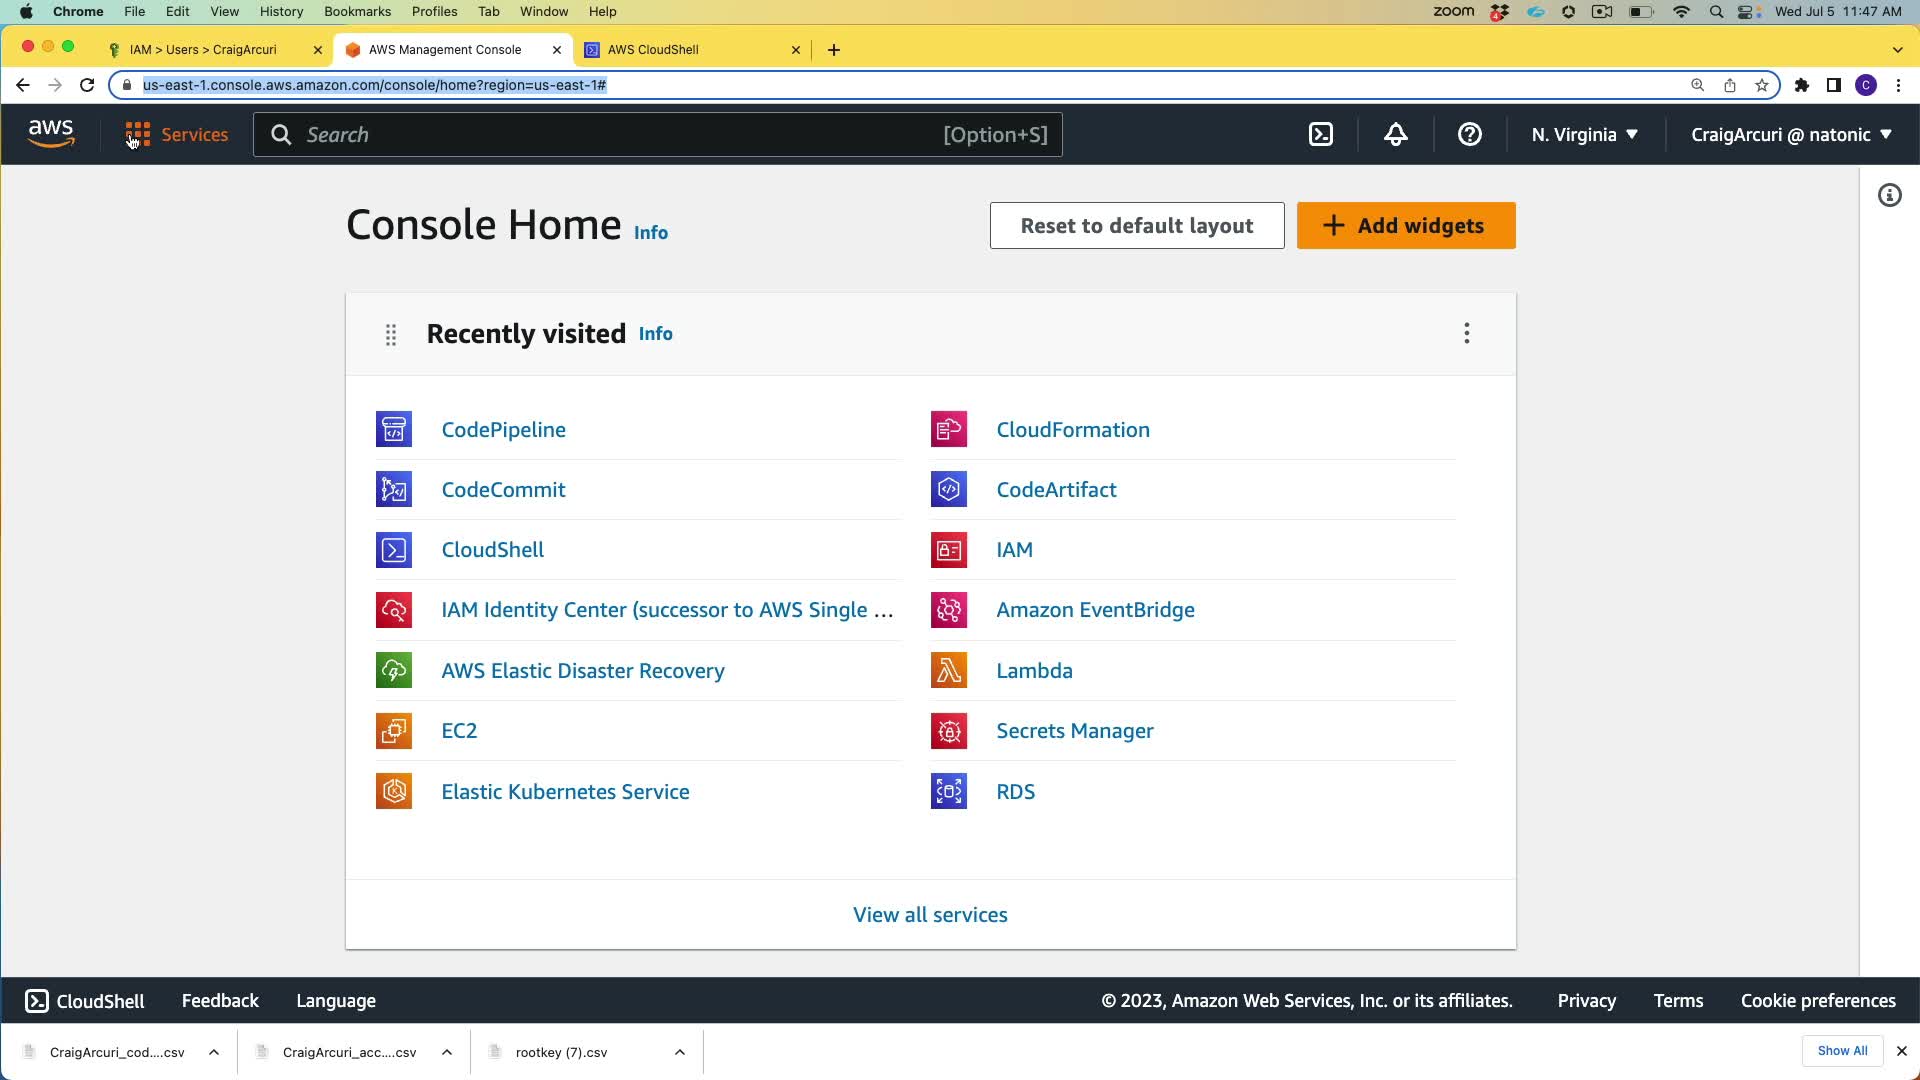 Chrome File Edit View History Bookmarks Profiles Tab Window Help zoom 4 Wed Jul 5 11:47 AM
IAM > Users > CraigArcuri AWS Management Console AWS CloudShell
us-east-1.console.aws.amazon.com/console/home?region=us-east-1# C
aws Services Search [Option+S] N. Virginia CraigArcuri @ natonic
Console Home Info Reset to default layout Add widgets
Recently visited Info
CodePipeline CloudFormation
CodeCommit CodeArtifact
CloudShell IAM
IAM Identity Center (successor to AWS Single ... Amazon EventBridge
AWS Elastic Disaster Recovery Lambda
EC2 Secrets Manager
Elastic Kubernetes Service RDS
View all services
CloudShell Feedback Language © 2023, Amazon Web Services, Inc. or its affiliates. Privacy Terms Cookie preferences
CraigArcuri_cod....csv CraigArcuri_acc....csv rootkey (7).csv Show All